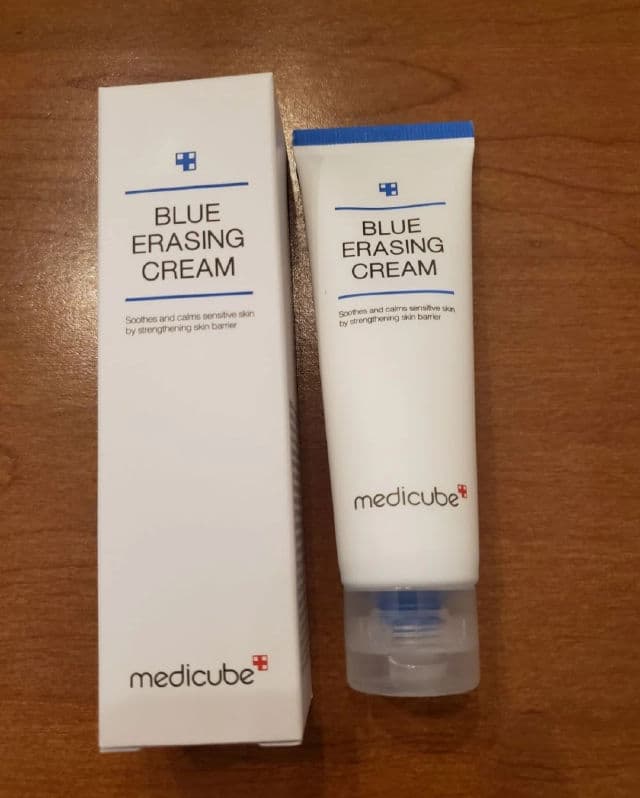 BLUE
ERASING
CREAM
Soothes and calms sensitive skin
by strengthening skin barrier
medicube
BLUE
ERASING
CREAM
Soothes and calms sensitive skin
by strengthening skin barrier
medicube